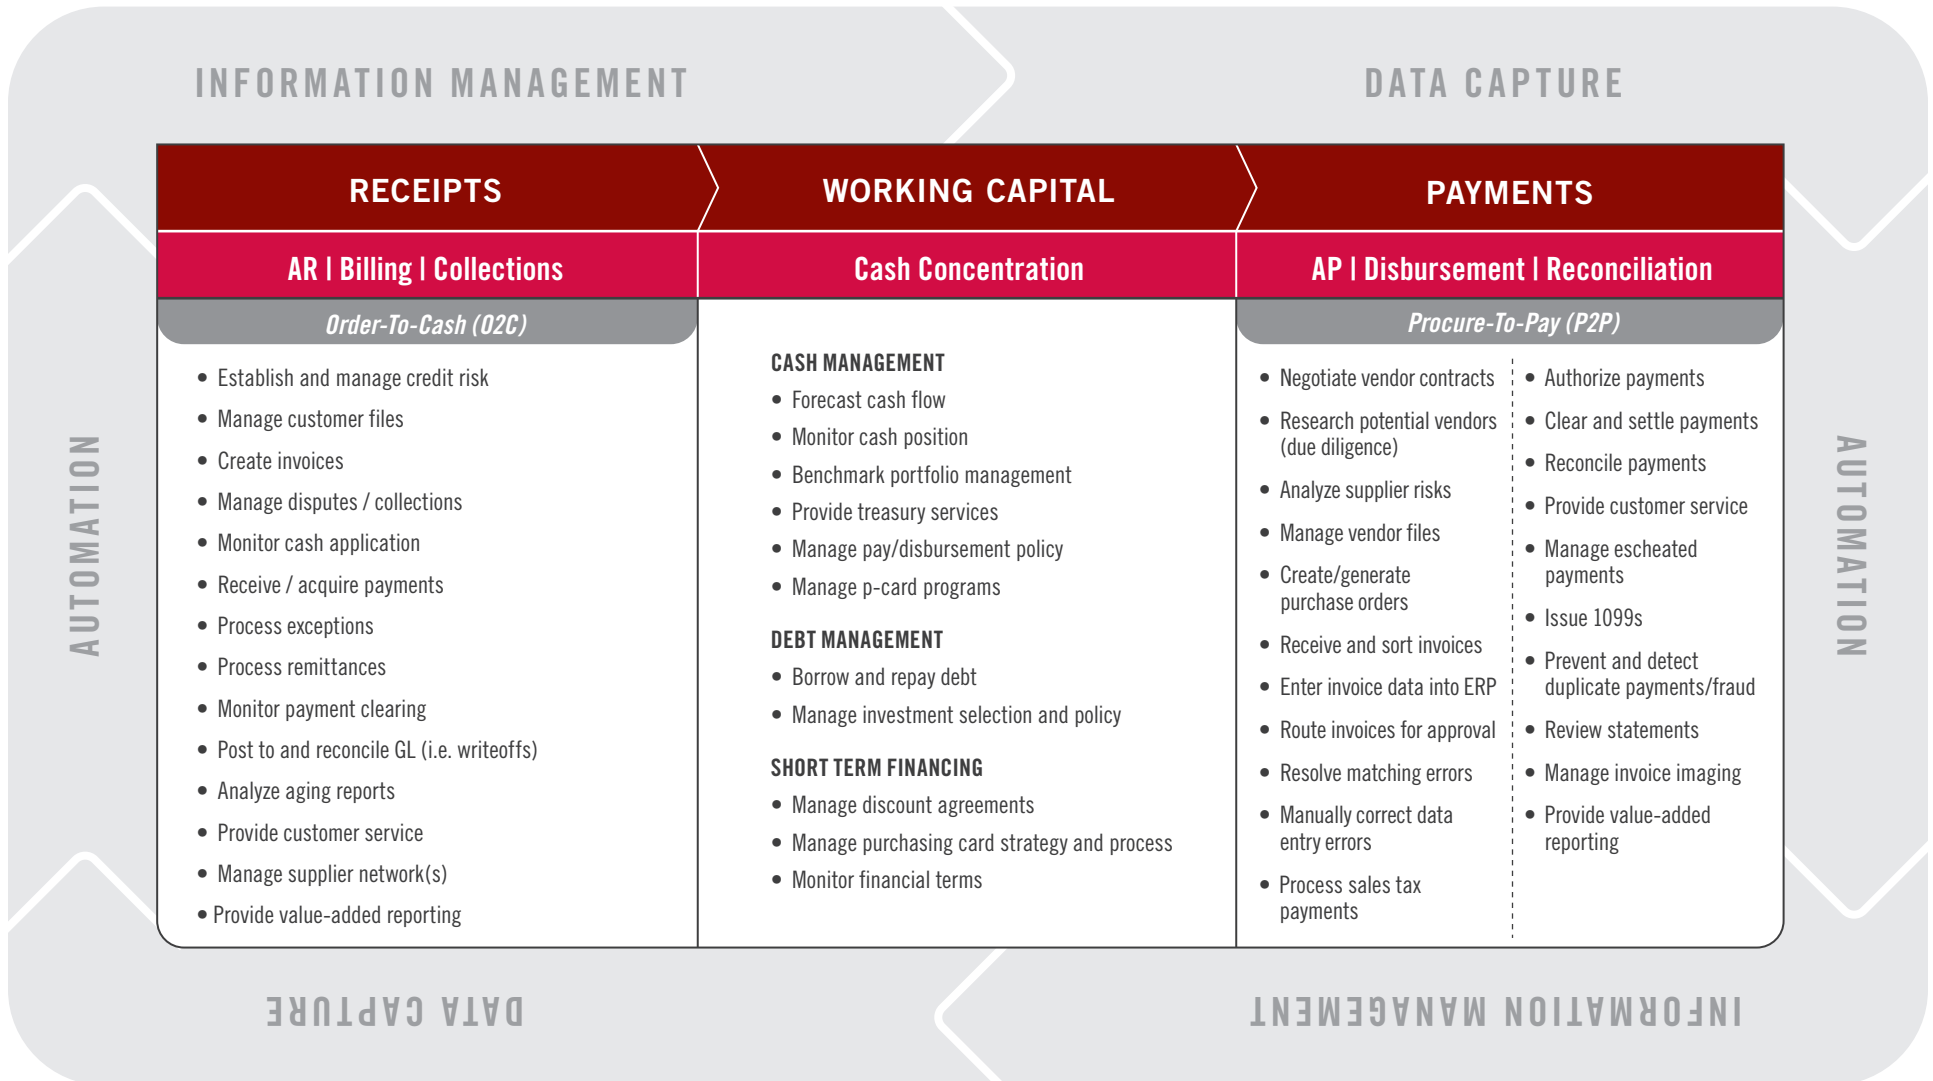 INFORMATION MANAGEMENT
DATA CAPTURE
AUTOMATION
RECEIPTS
AR | Billing | Collections
Order-To-Cash (O2C)
• Establish and manage credit risk
• Manage customer files
• Create invoices
• Manage disputes / collections
• Monitor cash application
• Receive / acquire payments
• Process exceptions
• Process remittances
• Monitor payment clearing
• Post to and reconcile GL (i.e. writeoffs)
• Analyze aging reports
• Provide customer service
• Manage supplier network(s)
• Provide value-added reporting
WORKING CAPITAL
Cash Concentration
CASH MANAGEMENT
• Forecast cash flow
• Monitor cash position
• Benchmark portfolio management
• Provide treasury services
• Manage pay/disbursement policy
• Manage p-card programs
DEBT MANAGEMENT
• Borrow and repay debt
• Manage investment selection and policy
SHORT TERM FINANCING
• Manage discount agreements
• Manage purchasing card strategy and process
• Monitor financial terms
PAYMENTS
AP | Disbursement | Reconciliation
Procure-To-Pay (P2P)
• Negotiate vendor contracts
• Research potential vendors
(due diligence)
• Analyze supplier risks
• Manage vendor files
• Create/generate
purchase orders
• Receive and sort invoices
• Enter invoice data into ERP
• Route invoices for approval
• Resolve matching errors
• Manually correct data
entry errors
• Process sales tax
payments
• Authorize payments
• Clear and settle payments
• Reconcile payments
• Provide customer service
• Manage escheated
payments
• Issue 1099s
• Prevent and detect
duplicate payments/fraud
• Review statements
• Manage invoice imaging
• Provide value-added
reporting
AUTOMATION
DATA CAPTURE
INFORMATION MANAGEMENT